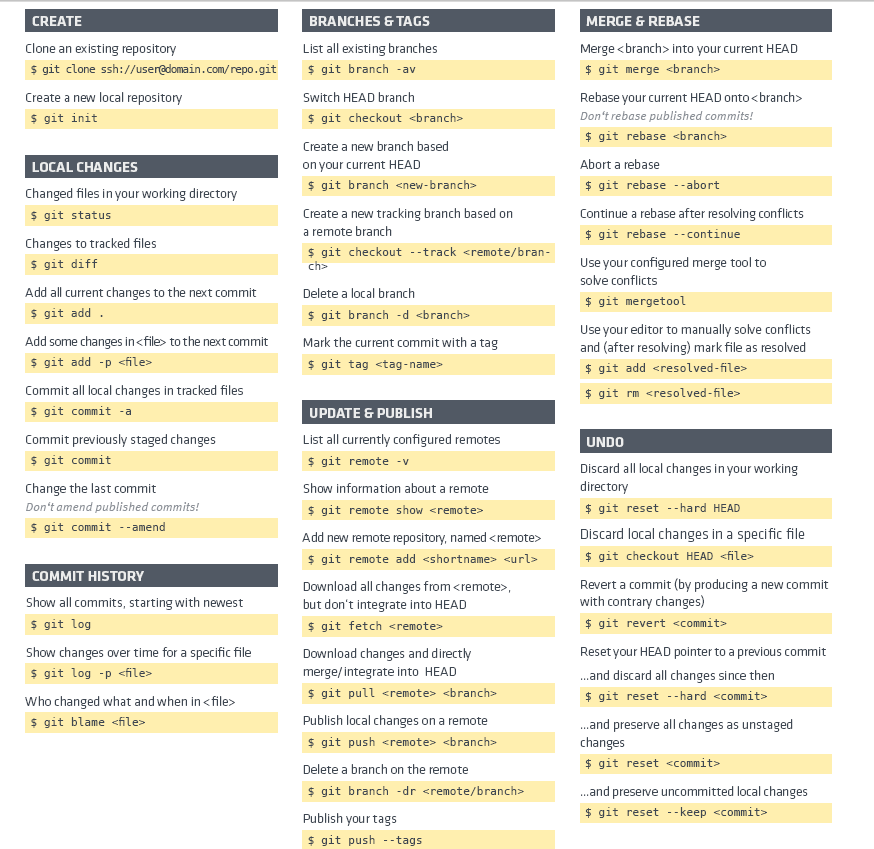 CREATE
Clone an existing repository
$ git clone ssh://user@domain.com/repo.git
Create a new local repository
$ git init
LOCAL CHANGES
Changed files in your working directory
$ git status
Changes to tracked files
$ git diff
Add all current changes to the next commit
$ git add .
Add some changes in <file> to the next commit
$ git add -p <file>
Commit all local changes in tracked files
$ git commit -a
Commit previously staged changes
$ git commit
Change the last commit
Don't amend published commits!
$ git commit --amend
COMMIT HISTORY
Show all commits, starting with newest
$ git log
Show changes over time for a specific file
$ git log -p <file>
Who changed what and when in <file>
$ git blame <file>
BRANCHES & TAGS
List all existing branches
$ git branch -av
Switch HEAD branch
$ git checkout <branch>
Create a new branch based
on your current HEAD
$ git branch <new-branch>
Create a new tracking branch based on
a remote branch
$ git checkout --track <remote/bran-
ch>
Delete a local branch
$ git branch -d <branch>
Mark the current commit with a tag
$ git tag <tag-name>
UPDATE & PUBLISH
List all currently configured remotes
$ git remote -v
Show information about a remote
$ git remote show <remote>
Add new remote repository, named <remote>
$ git remote add <shortname> <url>
Download all changes from <remote>,
but don't integrate into HEAD
$ git fetch <remote>
Download changes and directly
merge/integrate into HEAD
$ git pull <remote> <branch>
Publish local changes on a remote
$ git push <remote> <branch>
Delete a branch on the remote
$ git branch -dr <remote/branch>
Publish your tags
$ git push --tags
MERGE & REBASE
Merge <branch> into your current HEAD
$ git merge <branch>
Rebase your current HEAD onto <branch>
Don't rebase published commits!
$ git rebase <branch>
Abort a rebase
$ git rebase --abort
Continue a rebase after resolving conflicts
$ git rebase --continue
Use your configured merge tool to
solve conflicts
$ git mergetool
Use your editor to manually solve conflicts
and (after resolving) mark file as resolved
$ git add <resolved-file>
$ git rm <resolved-file>
UNDO
Discard all local changes in your working
directory
$ git reset --hard HEAD
Discard local changes in a specific file
$ git checkout HEAD <file>
Revert a commit (by producing a new commit
with contrary changes)
$ git revert <commit>
Reset your HEAD pointer to a previous commit
...and discard all changes since then
$ git reset --hard <commit>
...and preserve all changes as unstaged
changes
$ git reset <commit>
...and preserve uncommitted local changes
$ git reset --keep <commit>